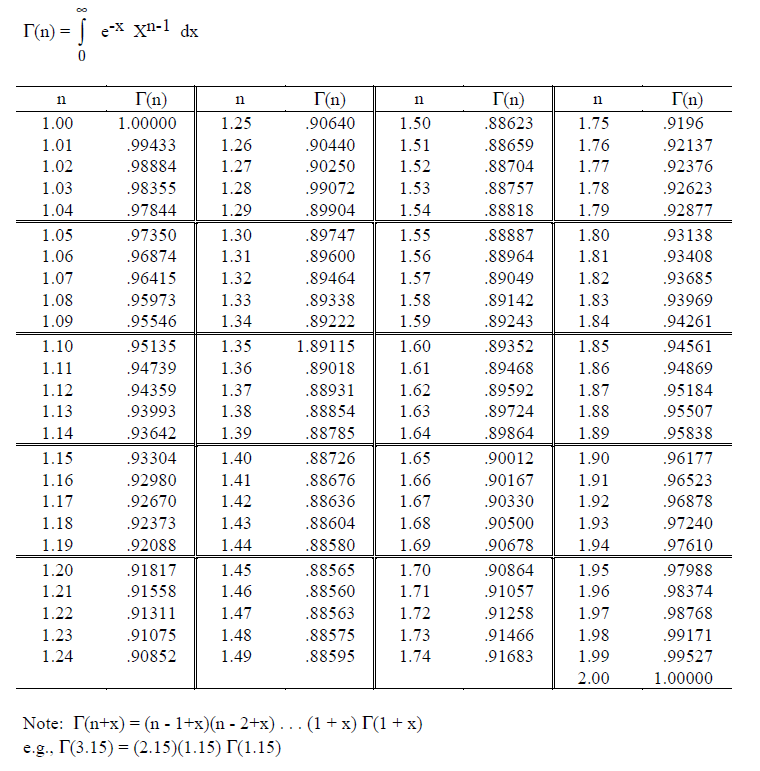 ∞
Γ(n) = ∫ e-x Xn-1 dx
0
n Γ(n) n Γ(n) n Γ(n) n Γ(n)
1.00 1.00000 1.25 .90640 1.50 .88623 1.75 .9196
1.01 .99433 1.26 .90440 1.51 .88659 1.76 .92137
1.02 .98884 1.27 .90250 1.52 .88704 1.77 .92376
1.03 .98355 1.28 .99072 1.53 .88757 1.78 .92623
1.04 .97844 1.29 .89904 1.54 .88818 1.79 .92877
1.05 .97350 1.30 .89747 1.55 .88887 1.80 .93138
1.06 .96874 1.31 .89600 1.56 .88964 1.81 .93408
1.07 .96415 1.32 .89464 1.57 .89049 1.82 .93685
1.08 .95973 1.33 .89338 1.58 .89142 1.83 .93969
1.09 .95546 1.34 .89222 1.59 .89243 1.84 .94261
1.10 .95135 1.35 1.89115 1.60 .89352 1.85 .94561
1.11 .94739 1.36 .89018 1.61 .89468 1.86 .94869
1.12 .94359 1.37 .88931 1.62 .89592 1.87 .95184
1.13 .93993 1.38 .88854 1.63 .89724 1.88 .95507
1.14 .93642 1.39 .88785 1.64 .89864 1.89 .95838
1.15 .93304 1.40 .88726 1.65 .90012 1.90 .96177
1.16 .92980 1.41 .88676 1.66 .90167 1.91 .96523
1.17 .92670 1.42 .88636 1.67 .90330 1.92 .96878
1.18 .92373 1.43 .88604 1.68 .90500 1.93 .97240
1.19 .92088 1.44 .88580 1.69 .90678 1.94 .97610
1.20 .91817 1.45 .88565 1.70 .90864 1.95 .97988
1.21 .91558 1.46 .88560 1.71 .91057 1.96 .98374
1.22 .91311 1.47 .88563 1.72 .91258 1.97 .98768
1.23 .91075 1.48 .88575 1.73 .91466 1.98 .99171
1.24 .90852 1.49 .88595 1.74 .91683 1.99 .99527
2.00 1.00000
Note: Γ(n+x) = (n - 1+x)(n - 2+x) . . . (1 + x) Γ(1 + x)
e.g., Γ(3.15) = (2.15)(1.15) Γ(1.15)